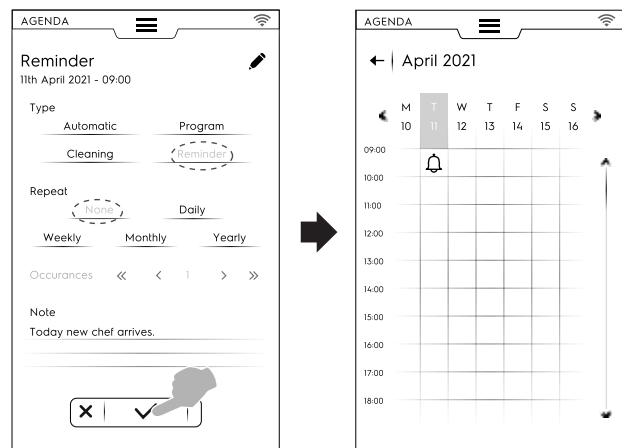 AGENDA
Reminder
11th April 2021 - 09:00
Type
Automatic Program
Cleaning Reminder
Repeat
None Daily
Weekly Monthly Yearly
Occurances 1
Note
Today new chef arrives.
AGENDA
April 2021
M T W T F S S
10 11 12 13 14 15 16
09:00
10:00
11:00
12:00
13:00
14:00
15:00
16:00
17:00
18:00